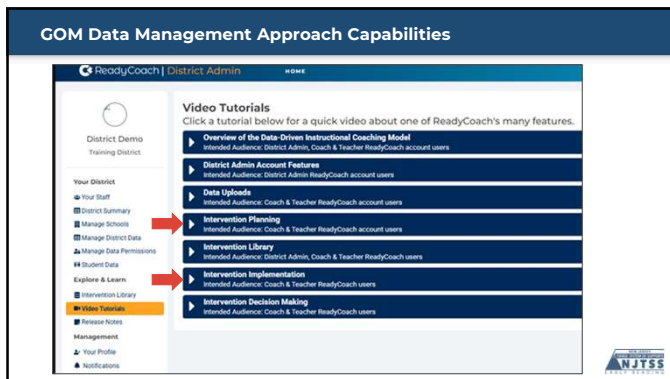 GOM Data Management Approach Capabilities
ReadyCoach | District Admin
HOME
District Demo
Training District
Your District
Your Staff
District Summary
Manage Schools
Manage District Data
Manage Data Permissions
Student Data
Explore & Learn
Intervention Library
Video Tutorials
Release Notes
Management
Your Profile
Notifications
Video Tutorials
Click a tutorial below for a quick video about one of ReadyCoach's many features.
Overview of the Data-Driven Instructional Coaching Model
Intended Audience: District Admin, Coach & Teacher ReadyCoach account users
District Admin Account Features
Intended Audience: District Admin ReadyCoach account users
Data Uploads
Intended Audience: Coach & Teacher ReadyCoach account users
Intervention Planning
Intended Audience: Coach & Teacher ReadyCoach account users
Intervention Library
Intended Audience: District Admin, Coach & Teacher ReadyCoach users
Intervention Implementation
Intended Audience: Coach & Teacher ReadyCoach users
Intervention Decision Making
Intended Audience: Coach & Teacher ReadyCoach users
NJTSS
EARLY READING